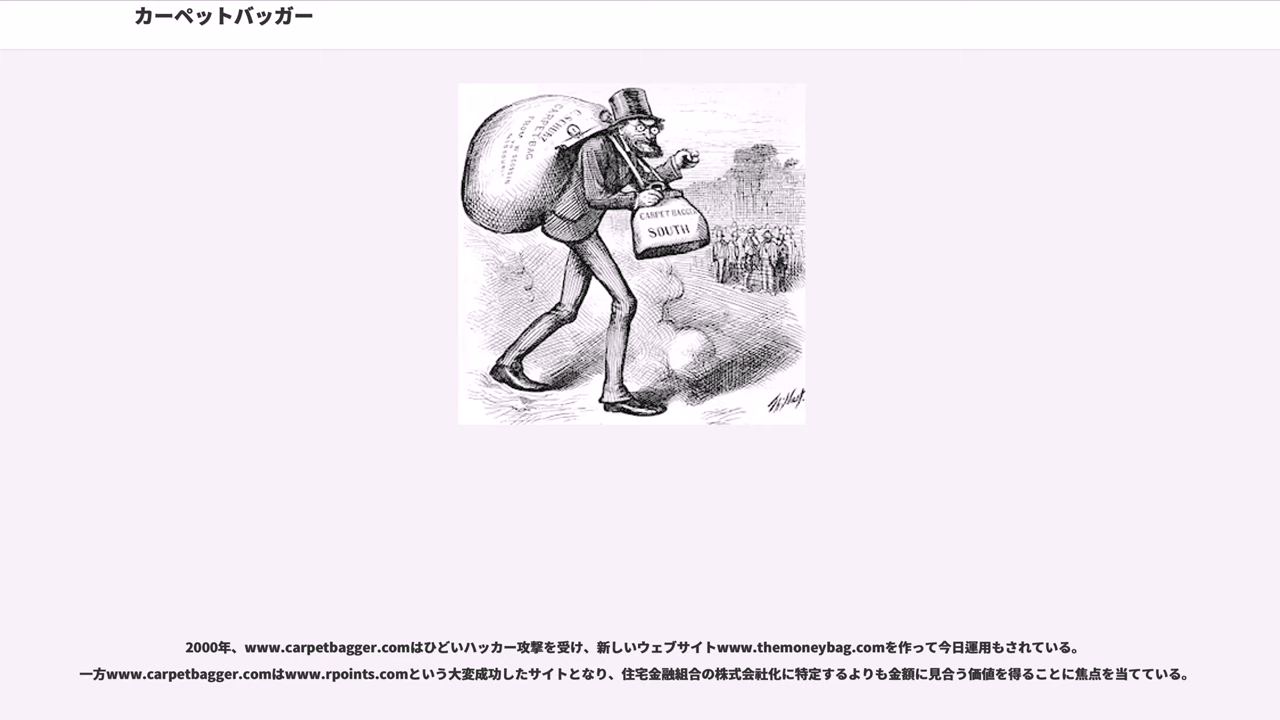 カーペットバッガー
CARPET BAG
FROM
CARPET BAGGER
SOUTH
2000年、www.carpetbagger.comはひどいハッカー攻撃を受け、新しいウェブサイトwww.themoneybag.comを作って今日運用もされている。
一方www.carpetbagger.comはwww.rpoints.comという大変成功したサイトとなり、住宅金融組合の株式会社化に特定するよりも金額に見合う価値を得ることに焦点を当てている。